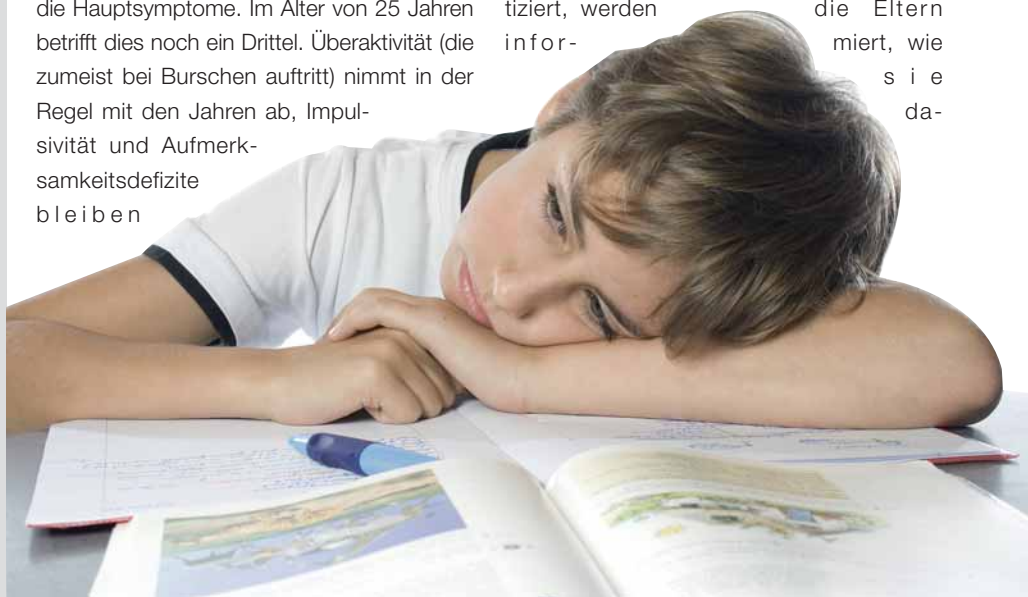 die Hauptsymptome. Im Alter von 25 Jahren
betrifft dies noch ein Drittel. Überaktivität (die
zumeist bei Burschen auftritt) nimmt in der
Regel mit den Jahren ab, Impul-
sivität und Aufmerk-
samkeitsdefizite
bleiben
tiziert, werden die Eltern
infor- miert, wie
sie
da-